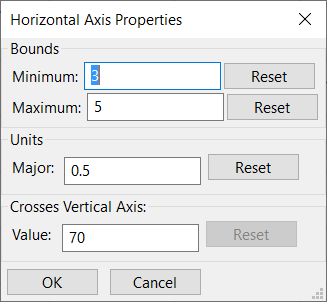 Horizontal Axis Properties
Bounds
Minimum: 3 Reset
Maximum: 5 Reset
Units
Major: 0.5 Reset
Crosses Vertical Axis:
Value: 70 Reset
OK Cancel